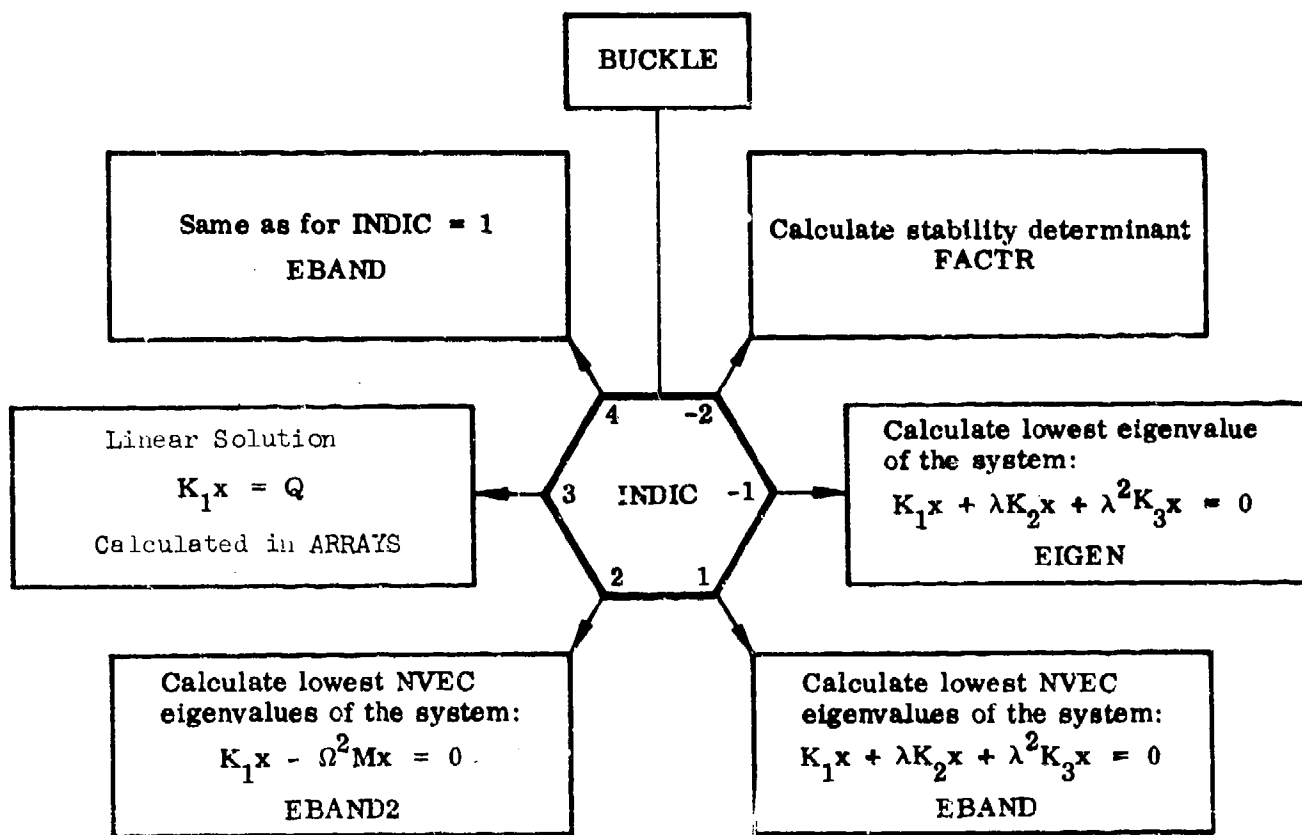 BUCKLE
Same as for INDIC = 1
EBAND
Calculate stability determinant
FACTR
Linear Solution
K₁x = Q
Calculated in ARRAYS
4
-2
3
INDIC
-1
2
1
Calculate lowest eigenvalue
of the system:
K₁x + λK₂x + λ²K₃x = 0
EIGEN
Calculate lowest NVEC
eigenvalues of the system:
K₁x - Ω²Mx = 0
EBAND2
Calculate lowest NVEC
eigenvalues of the system:
K₁x + λK₂x + λ²K₃x = 0
EBAND